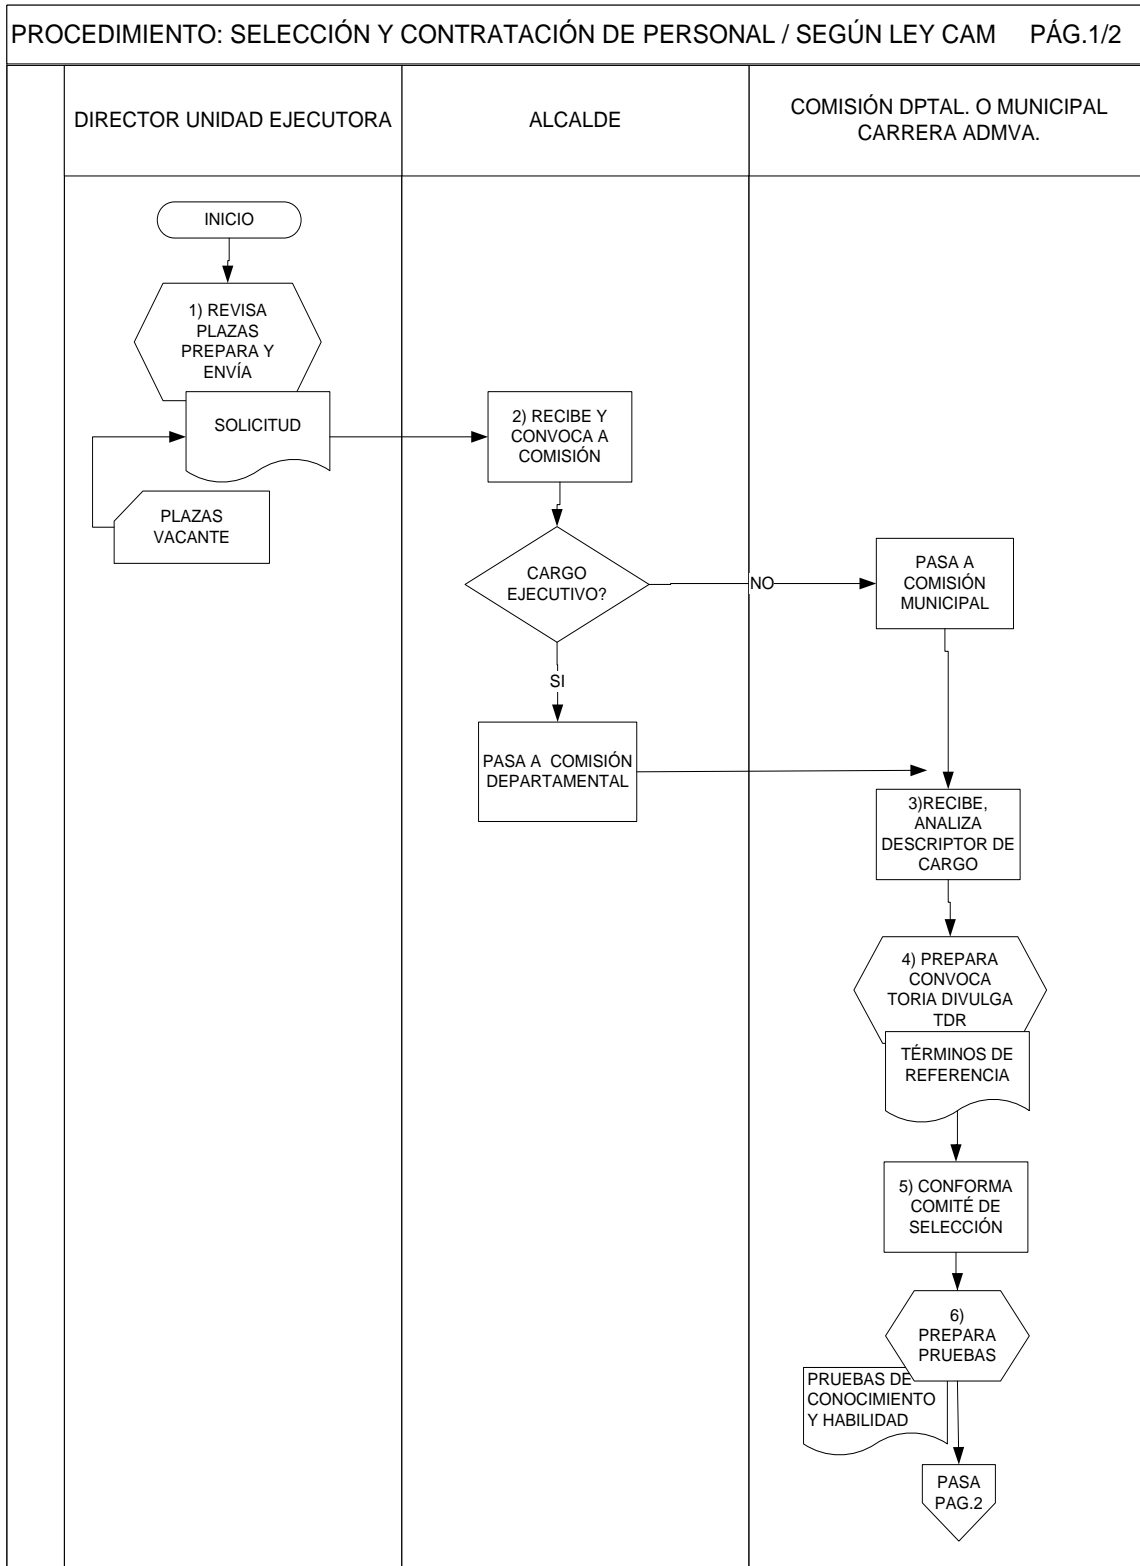 PROCEDIMIENTO: SELECCIÓN Y CONTRATACIÓN DE PERSONAL / SEGÚN LEY CAM PÁG.1/2
DIRECTOR UNIDAD EJECUTORA
ALCALDE
COMISIÓN DPTAL. O MUNICIPAL
CARRERA ADMVA.
INICIO
1) REVISA
PLAZAS
PREPARA Y
ENVÍA
SOLICITUD
PLAZAS
VACANTE
2) RECIBE Y
CONVOCA A
COMISIÓN
CARGO
EJECUTIVO?
NO
SI
PASA A
COMISIÓN
MUNICIPAL
PASA A COMISIÓN
DEPARTAMENTAL
3)RECIBE,
ANALIZA
DESCRIPTOR DE
CARGO
4) PREPARA
CONVOCA
TORIA DIVULGA
TDR
TÉRMINOS DE
REFERENCIA
5) CONFORMA
COMITÉ DE
SELECCIÓN
6)
PREPARA
PRUEBAS
PRUEBAS DE
CONOCIMIENTO
Y HABILIDAD
PASA
PAG.2